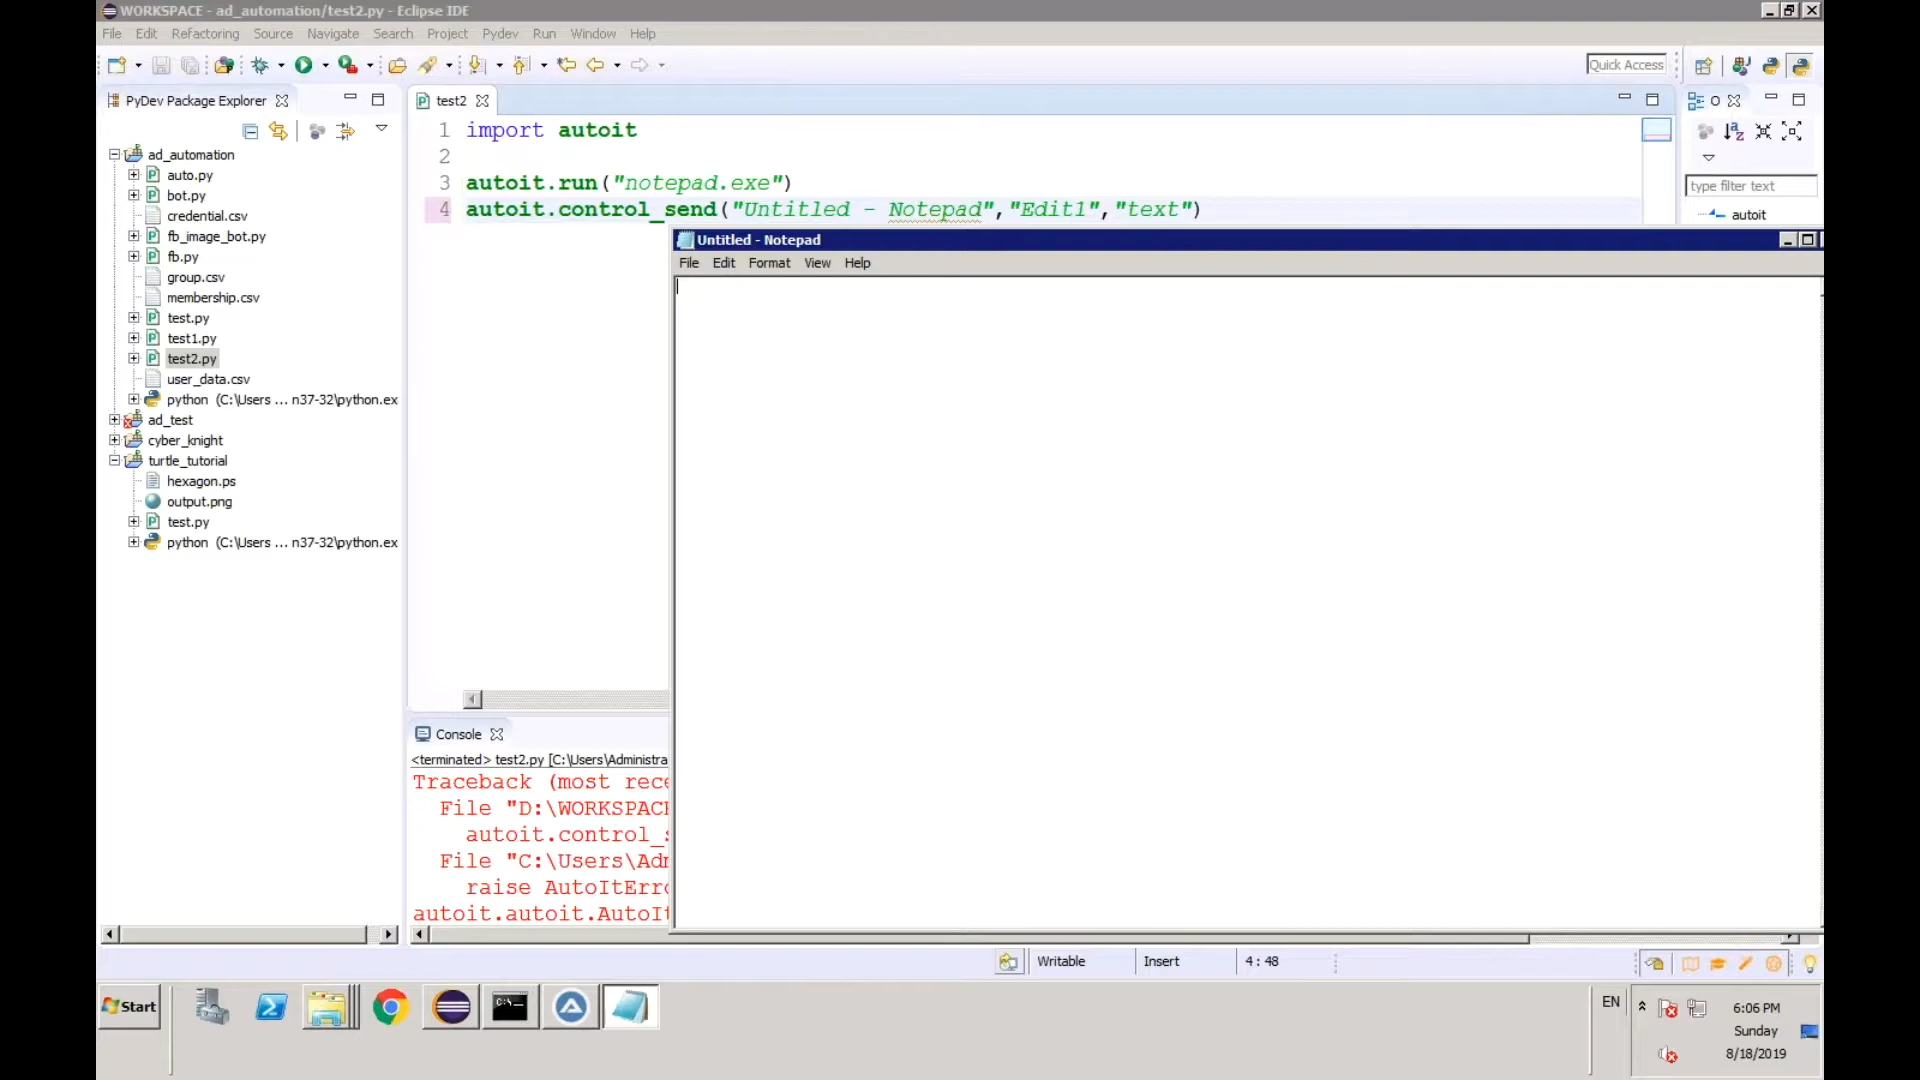 WORKSPACE - ad_automation/test2.py - Eclipse IDE
File Edit Refactoring Source Navigate Search Project Pydev Run Window Help
Quick Access
PyDev Package Explorer
test2
O
ad_automation
auto.py
bot.py
credential.csv
fb_image_bot.py
fb.py
group.csv
membership.csv
test.py
test1.py
test2.py
user_data.csv
python (C:\Users ... n37-32\python.ex
ad_test
cyber_knight
turtle_tutorial
hexagon.ps
output.png
test.py
python (C:\Users ... n37-32\python.ex
1 import autoit
2
3 autoit.run("notepad.exe")
4 autoit.control_send("Untitled - Notepad","Edit1","text")
type filter text
autoit
Untitled - Notepad
File Edit Format View Help
Console
<terminated> test2.py [C:\Users\Administra
Traceback (most rece
File "D:\WORKSPACE
autoit.control_s
File "C:\Users\Adm
raise AutoItErro
autoit.autoit.AutoIt
Writable Insert 4 : 48
Start
EN
6:06 PM
Sunday
8/18/2019